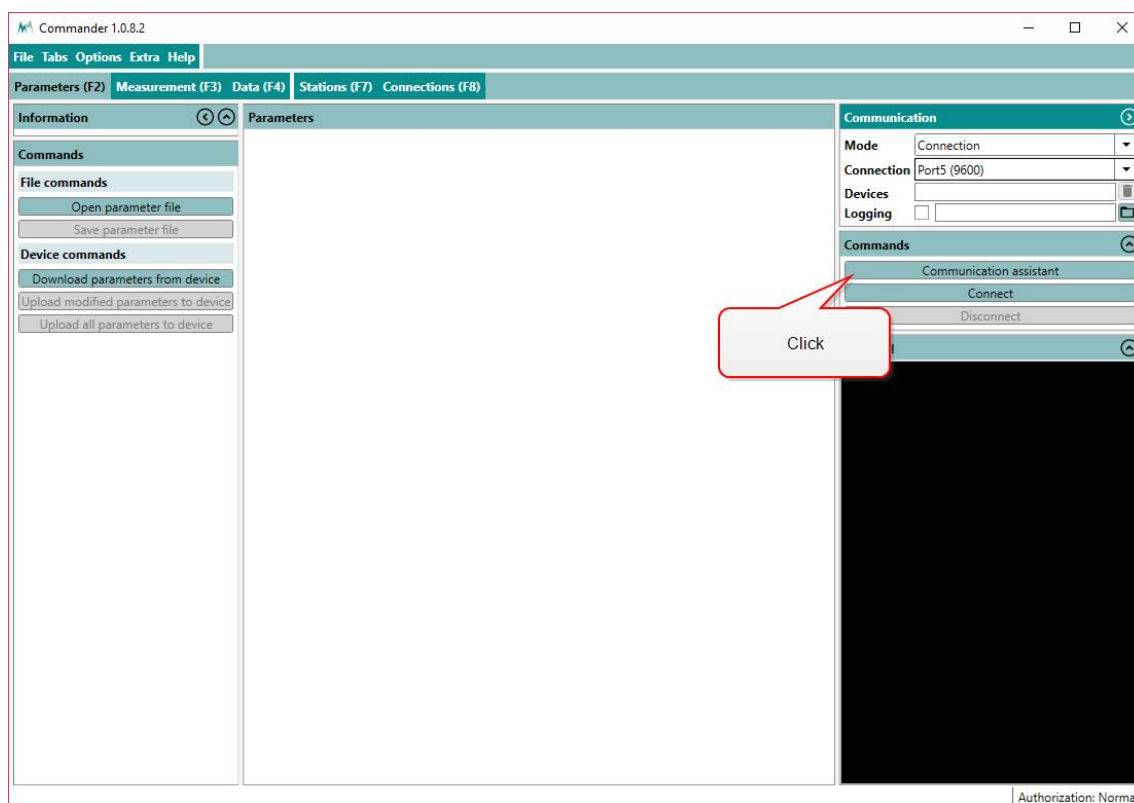 Commander 1.0.8.2
File Tabs Options Extra Help
Parameters (F2) Measurement (F3) Data (F4) Stations (F7) Connections (F8)
Information
Commands
File commands
Open parameter file
Save parameter file
Device commands
Download parameters from device
Upload modified parameters to device
Upload all parameters to device
Parameters
Communication
Mode Connection
Connection Port5 (9600)
Devices
Logging
Commands
Communication assistant
Connect
Disconnect
Click
Authorization: Norma